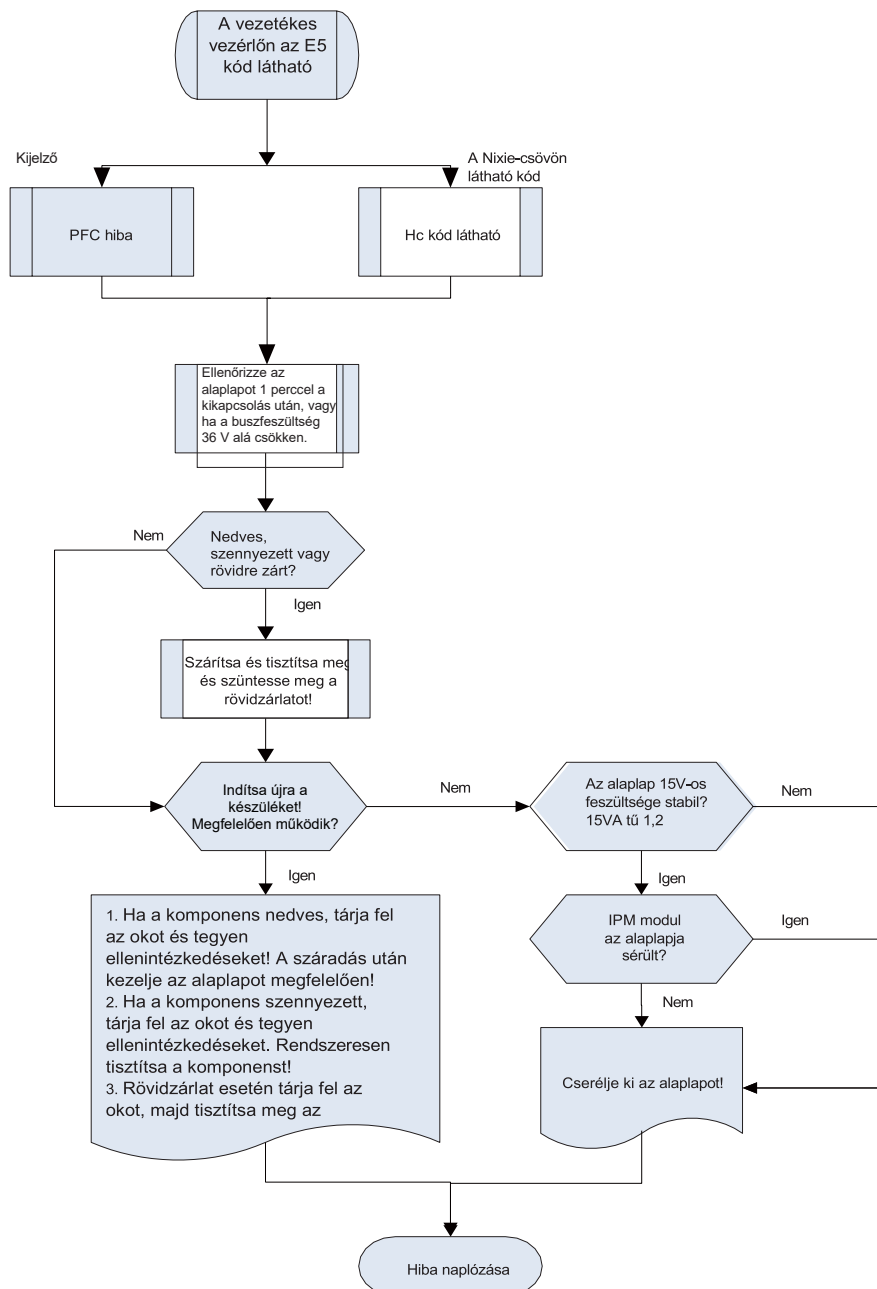 A vezetékes
vezérlőn az E5
kód látható
Kijelző
A Nixie-csövön
látható kód
PFC hiba
Hc kód látható
Ellenőrizze az
alaplapot 1 perccel a
kikapcsolás után, vagy
ha a buszfeszültség
36 V alá csökken.
Nem
Nedves,
szennyezett vagy
rövidre zárt?
Igen
Szárítsa és tisztítsa meg
és szüntesse meg a
rövidzárlatot!
Indítsa újra a
készüléket!
Megfelelően működik?
Nem
Az alaplap 15V-os
feszültsége stabil?
15VA tű 1,2
Nem
Igen
Igen
1. Ha a komponens nedves, tárja fel
az okot és tegyen
ellenintézkedéseket! A száradás után
kezelje az alaplapot megfelelően!
2. Ha a komponens szennyezett,
tárja fel az okot és tegyen
ellenintézkedéseket. Rendszeresen
tisztítsa a komponenst!
3. Rövidzárlat esetén tárja fel az
okot, majd tisztítsa meg az
IPM modul
az alaplapja
sérült?
Igen
Nem
Cserélje ki az alaplapot!
Hiba naplózása